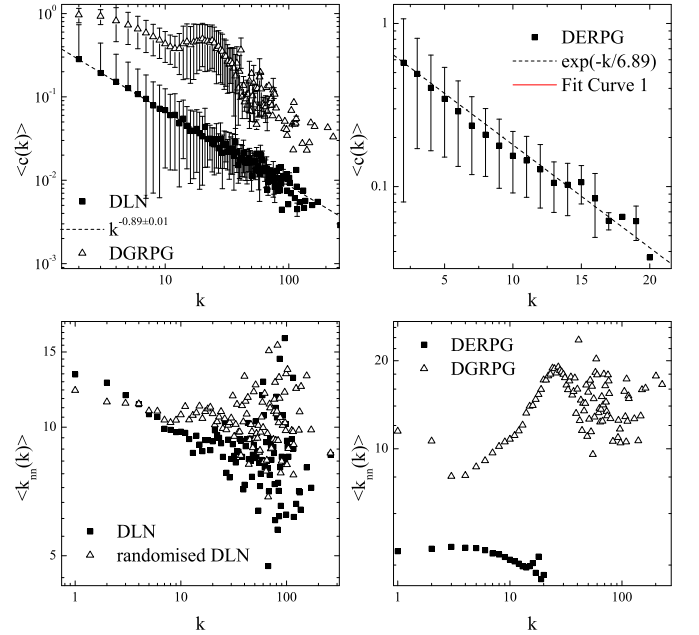 10^0
10^-1
10^-2
10^-3
<c(k)>
DLN
k^-0.89±0.01
DGRPG
10
100
k
1
0.1
<c(k)>
DERPG
exp(-k/6.89)
Fit Curve 1
5
10
15
20
k
15
10
5
<k_nn(k)>
DLN
randomised DLN
1
10
100
k
20
10
<k_nn(k)>
DERPG
DGRPG
1
10
100
k